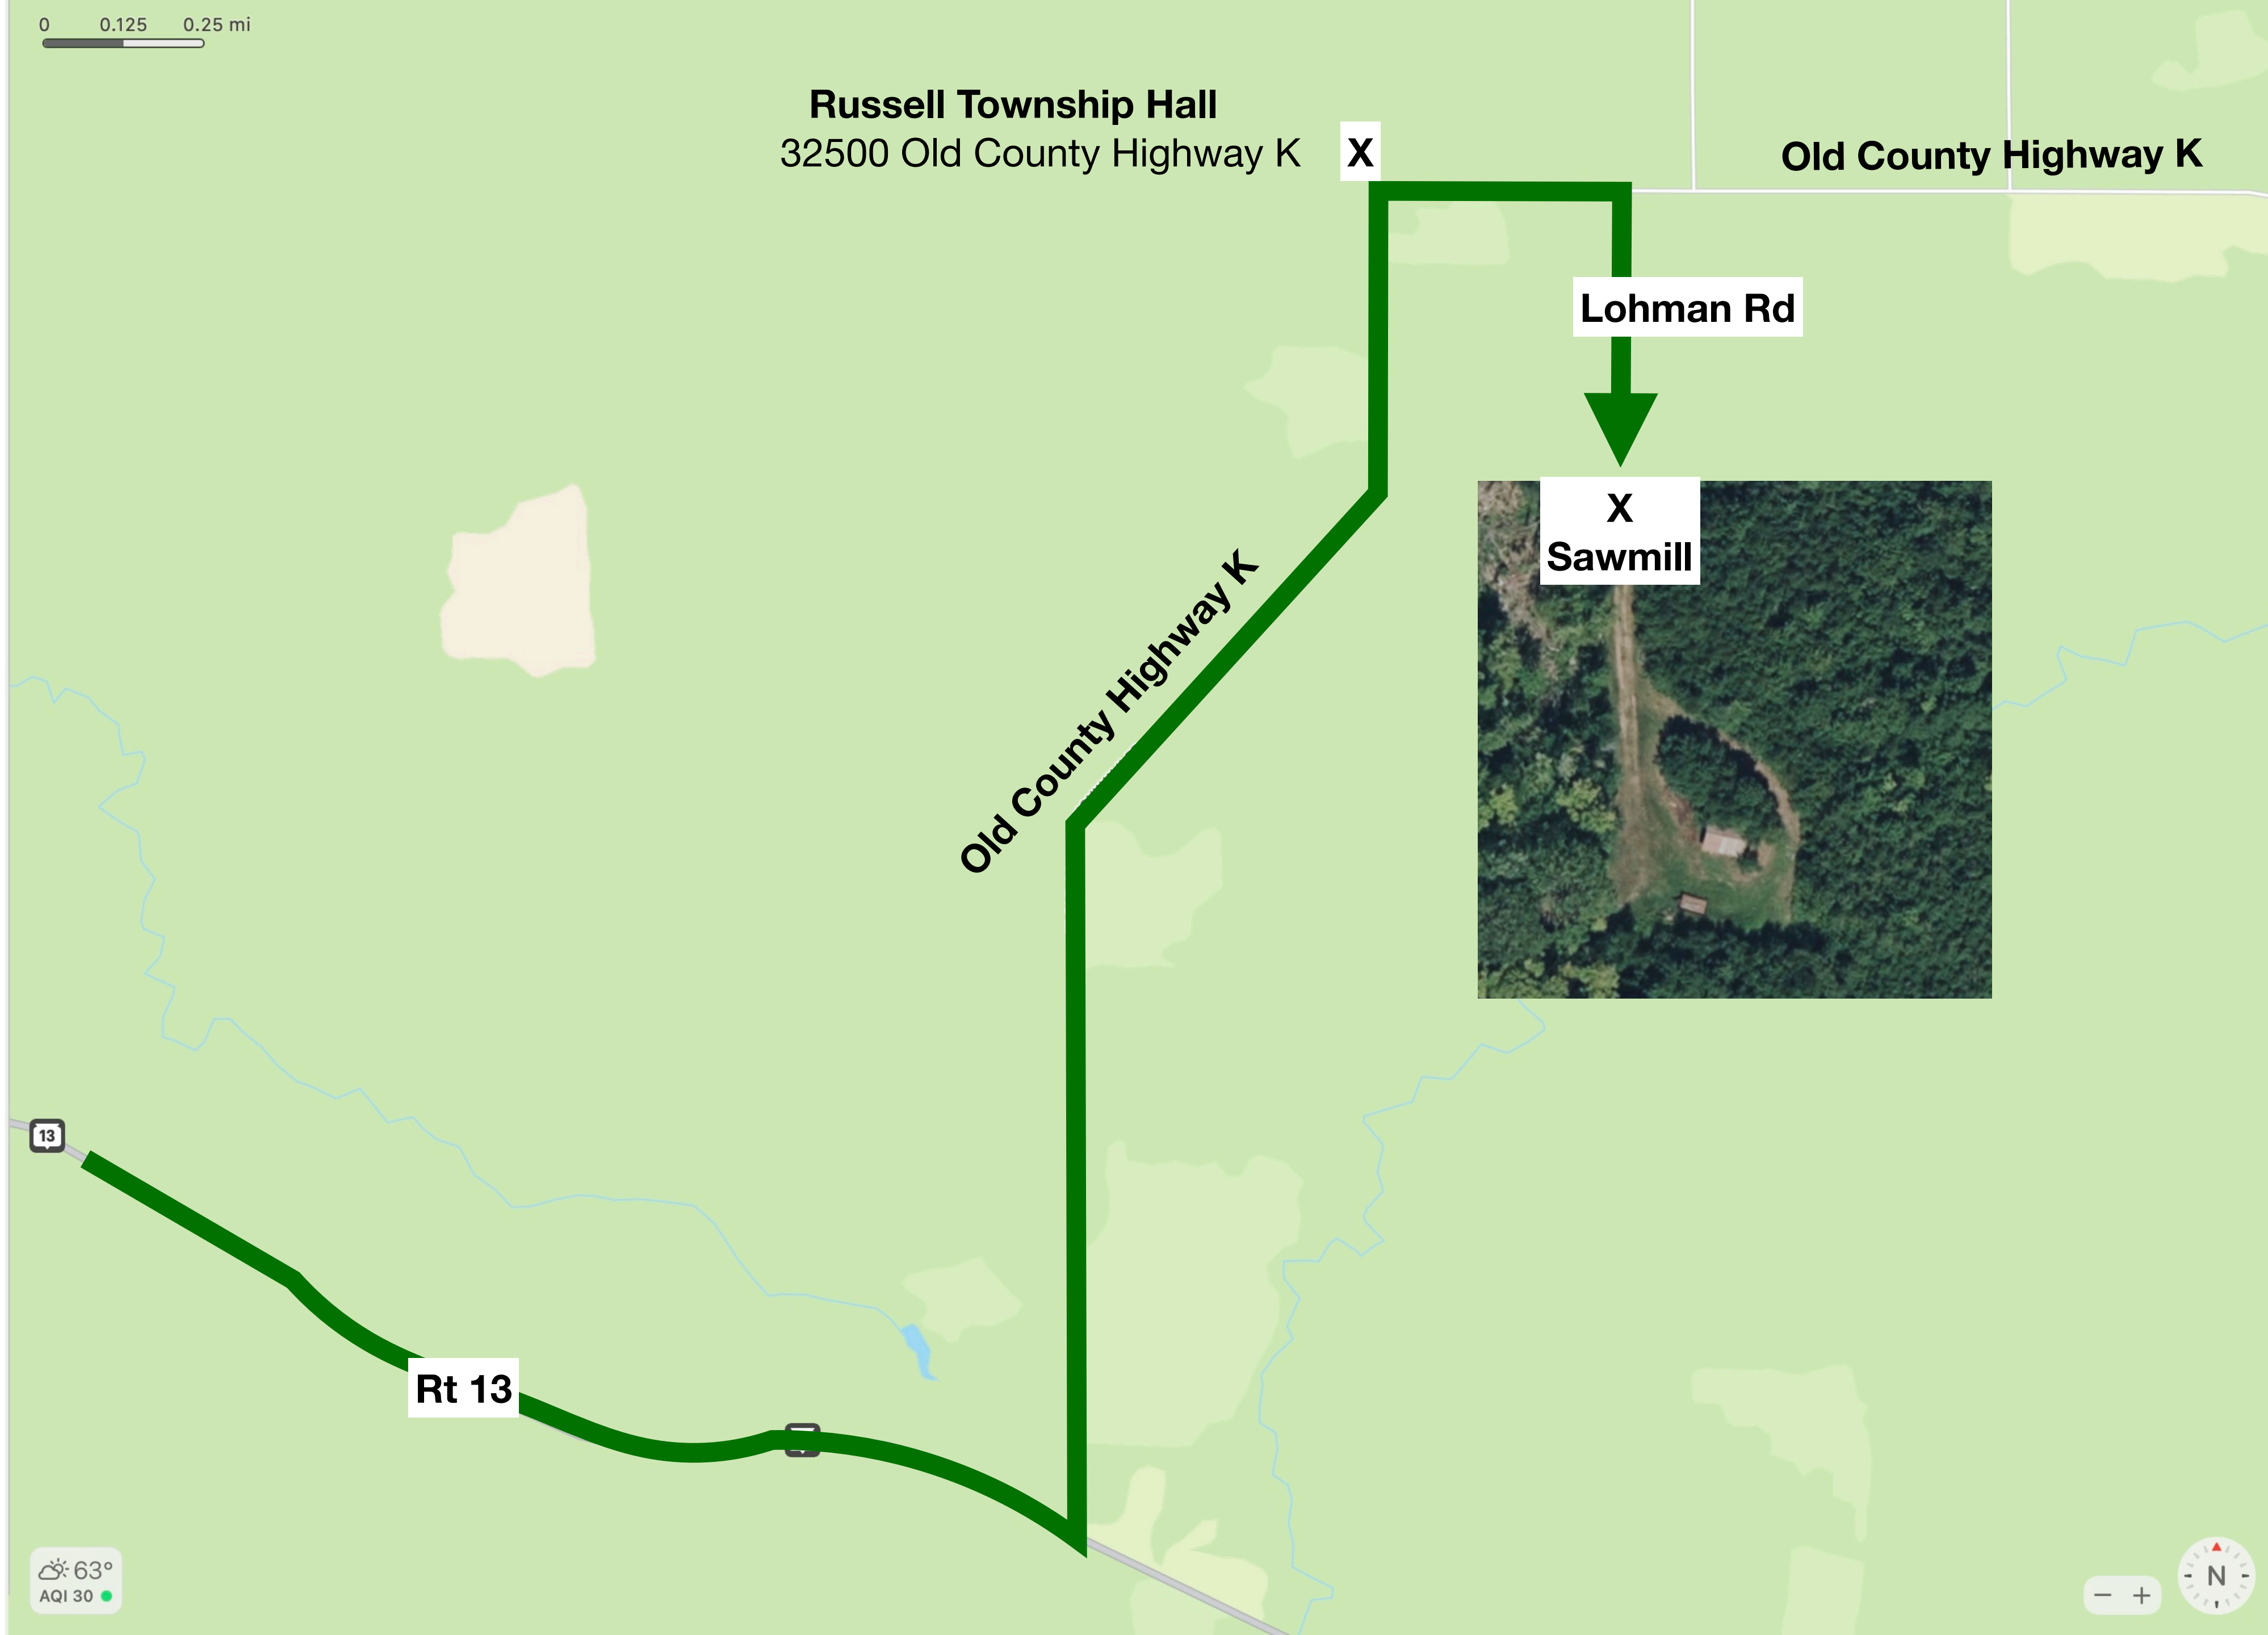 0 0.125 0.25 mi
Russell Township Hall
32500 Old County Highway K
X
Old County Highway K
Lohman Rd
X
Sawmill
Old County Highway K
13
Rt 13
63°
AQI 30
− +
N